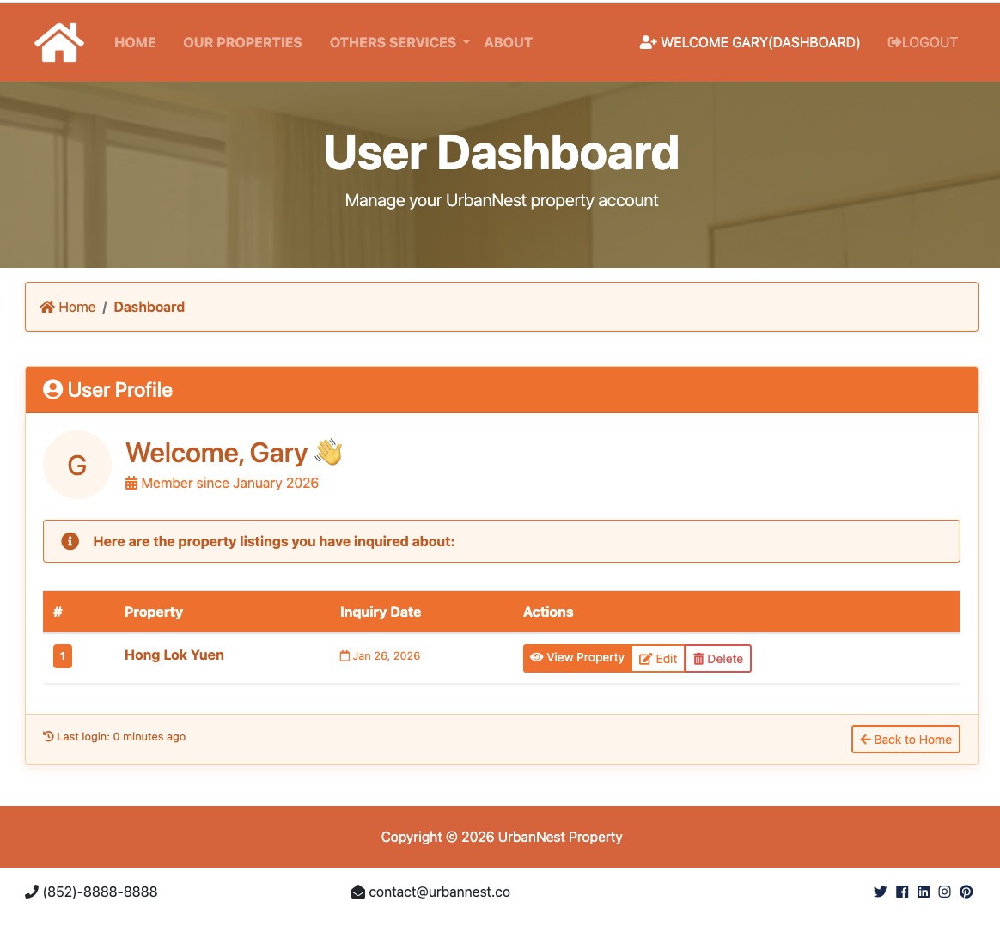 HOME OUR PROPERTIES OTHERS SERVICES ABOUT WELCOME GARY(DASHBOARD) LOGOUT
User Dashboard
Manage your UrbanNest property account
Home / Dashboard
User Profile
G
Welcome, Gary 👋
Member since January 2026
Here are the property listings you have inquired about:
# Property Inquiry Date Actions
1 Hong Lok Yuen Jan 26, 2026 View Property Edit Delete
Last login: 0 minutes ago
Back to Home
Copyright © 2026 UrbanNest Property
(852)-8888-8888 contact@urbannest.co